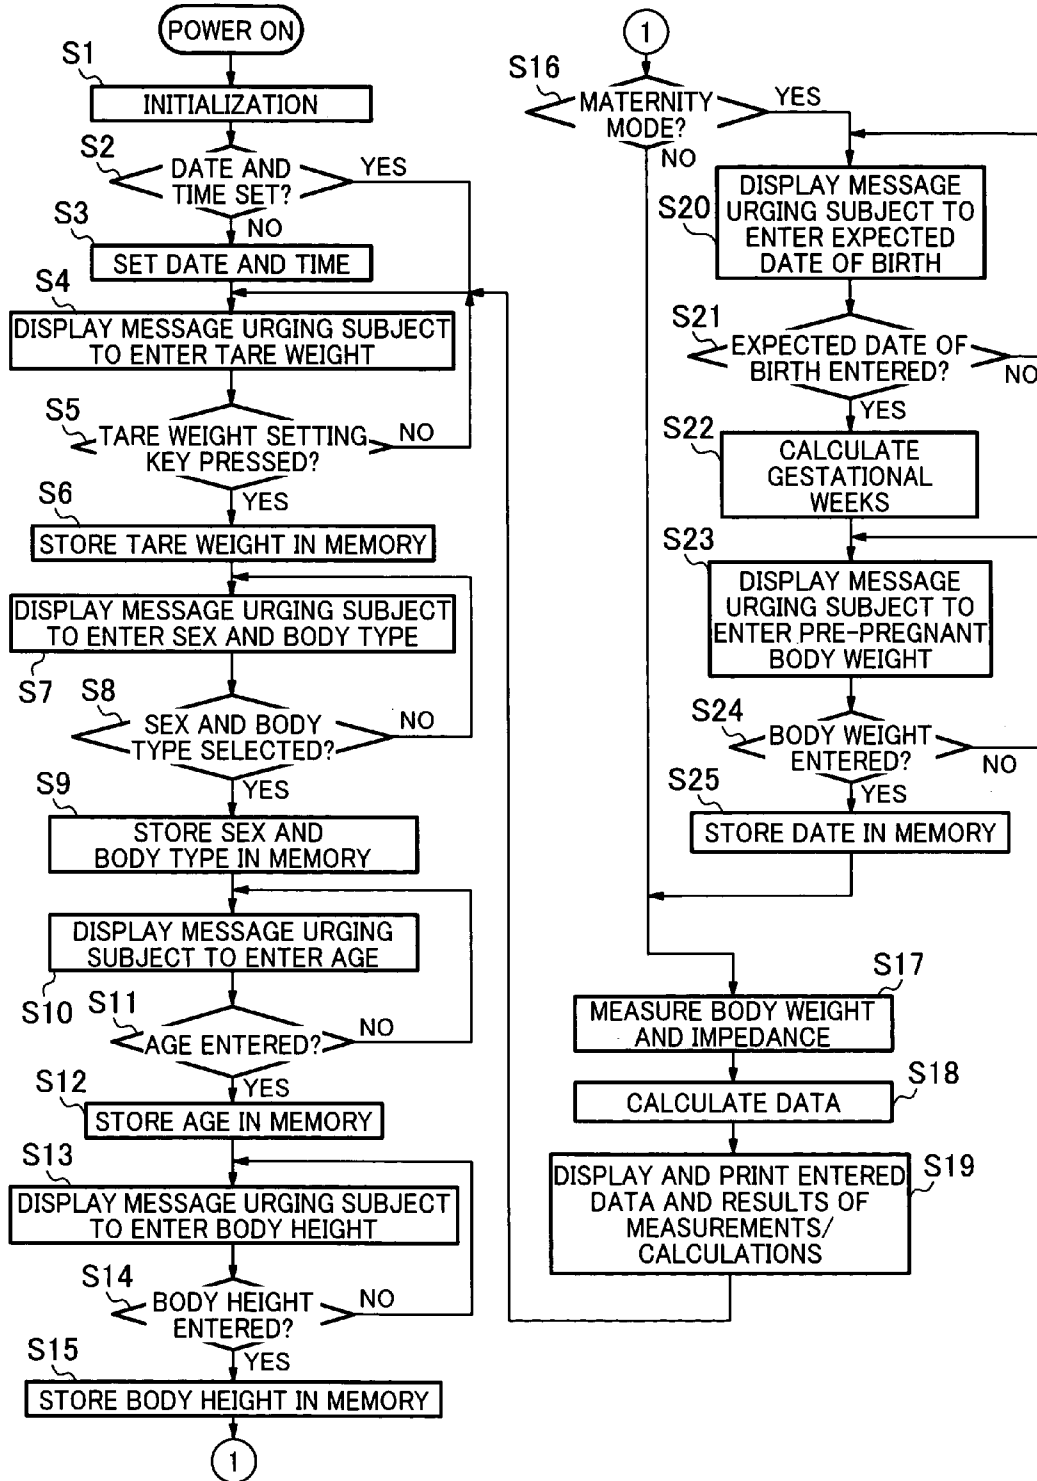 POWER ON
S1
INITIALIZATION
S2
DATE AND
TIME SET?
YES
NO
S3
SET DATE AND TIME
S4
DISPLAY MESSAGE URGING SUBJECT
TO ENTER TARE WEIGHT
S5
TARE WEIGHT SETTING
KEY PRESSED?
NO
YES
S6
STORE TARE WEIGHT IN MEMORY
DISPLAY MESSAGE URGING SUBJECT
TO ENTER SEX AND BODY TYPE
S7
S8
SEX AND BODY
TYPE SELECTED?
NO
YES
S9
STORE SEX AND
BODY TYPE IN MEMORY
DISPLAY MESSAGE URGING
SUBJECT TO ENTER AGE
S10
S11
AGE ENTERED?
NO
YES
S12
STORE AGE IN MEMORY
S13
DISPLAY MESSAGE URGING SUBJECT
TO ENTER BODY HEIGHT
S14
BODY HEIGHT
ENTERED?
NO
YES
S15
STORE BODY HEIGHT IN MEMORY
1
1
S16
MATERNITY
MODE?
YES
NO
S20
DISPLAY MESSAGE
URGING SUBJECT TO
ENTER EXPECTED
DATE OF BIRTH
S21
EXPECTED DATE OF
BIRTH ENTERED?
NO
YES
S22
CALCULATE
GESTATIONAL
WEEKS
S23
DISPLAY MESSAGE
URGING SUBJECT TO
ENTER PRE-PREGNANT
BODY WEIGHT
S24
BODY WEIGHT
ENTERED?
NO
YES
S25
STORE DATE IN MEMORY
S17
MEASURE BODY WEIGHT
AND IMPEDANCE
S18
CALCULATE DATA
S19
DISPLAY AND PRINT ENTERED
DATA AND RESULTS OF
MEASUREMENTS/
CALCULATIONS